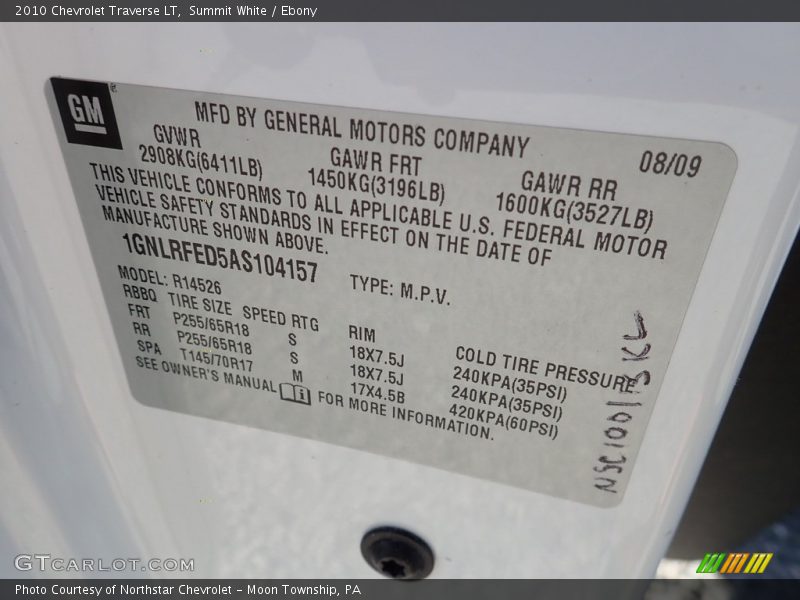 2010 Chevrolet Traverse LT, Summit White / Ebony
GM
MFD BY GENERAL MOTORS COMPANY
08/09
GVWR GAWR FRT GAWR RR
2908KG(6411LB) 1450KG(3196LB) 1600KG(3527LB)
THIS VEHICLE CONFORMS TO ALL APPLICABLE U.S. FEDERAL MOTOR
VEHICLE SAFETY STANDARDS IN EFFECT ON THE DATE OF
MANUFACTURE SHOWN ABOVE.
1GNLRFED5AS104157 TYPE: M.P.V.
MODEL: R14526
RBBQ TIRE SIZE SPEED RTG RIM COLD TIRE PRESSURE
FRT P255/65R18 S 18X7.5J 240KPA(35PSI)
RR P255/65R18 S 18X7.5J 240KPA(35PSI)
SPA T145/70R17 M 17X4.5B 420KPA(60PSI)
SEE OWNER'S MANUAL FOR MORE INFORMATION.
GTCARLOT.COM
Photo Courtesy of Northstar Chevrolet - Moon Township, PA